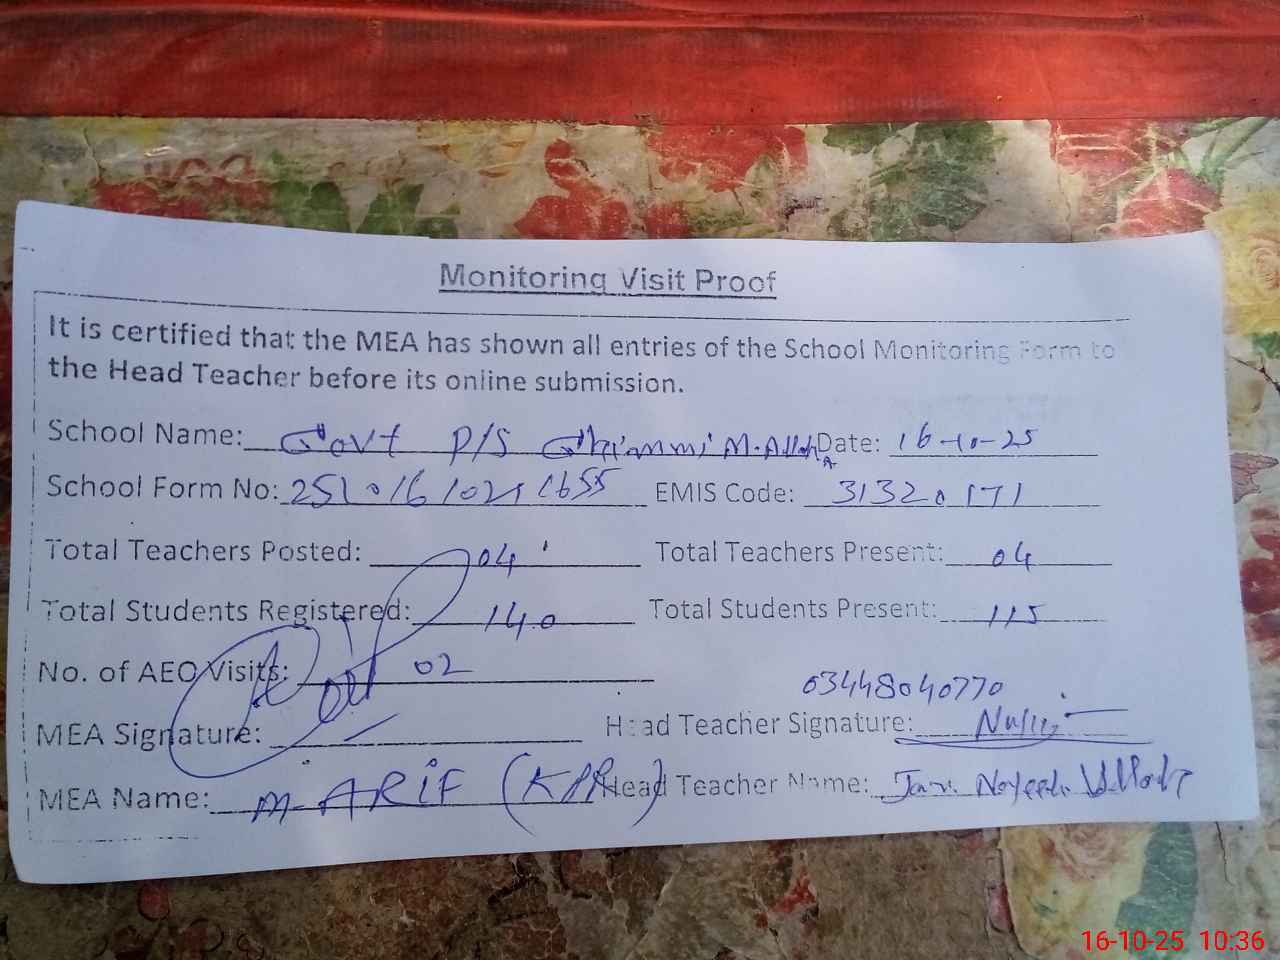 Monitoring Visit Proof
It is certified that the MEA has shown all entries of the School Monitoring Form to
the Head Teacher before its online submission.
School Name: Govt P/S Ghimmi M. Date: 16-10-25
School Form No: EMIS Code: 31320171
Total Teachers Posted: 04 Total Teachers Present: 04
Total Students Registered: 140 Total Students Present: 115
No. of AEO Visits: 02
03448040770
MEA Signature: Head Teacher Signature:
MEA Name: M. ARiF Head Teacher Name:
16-10-25 10:36